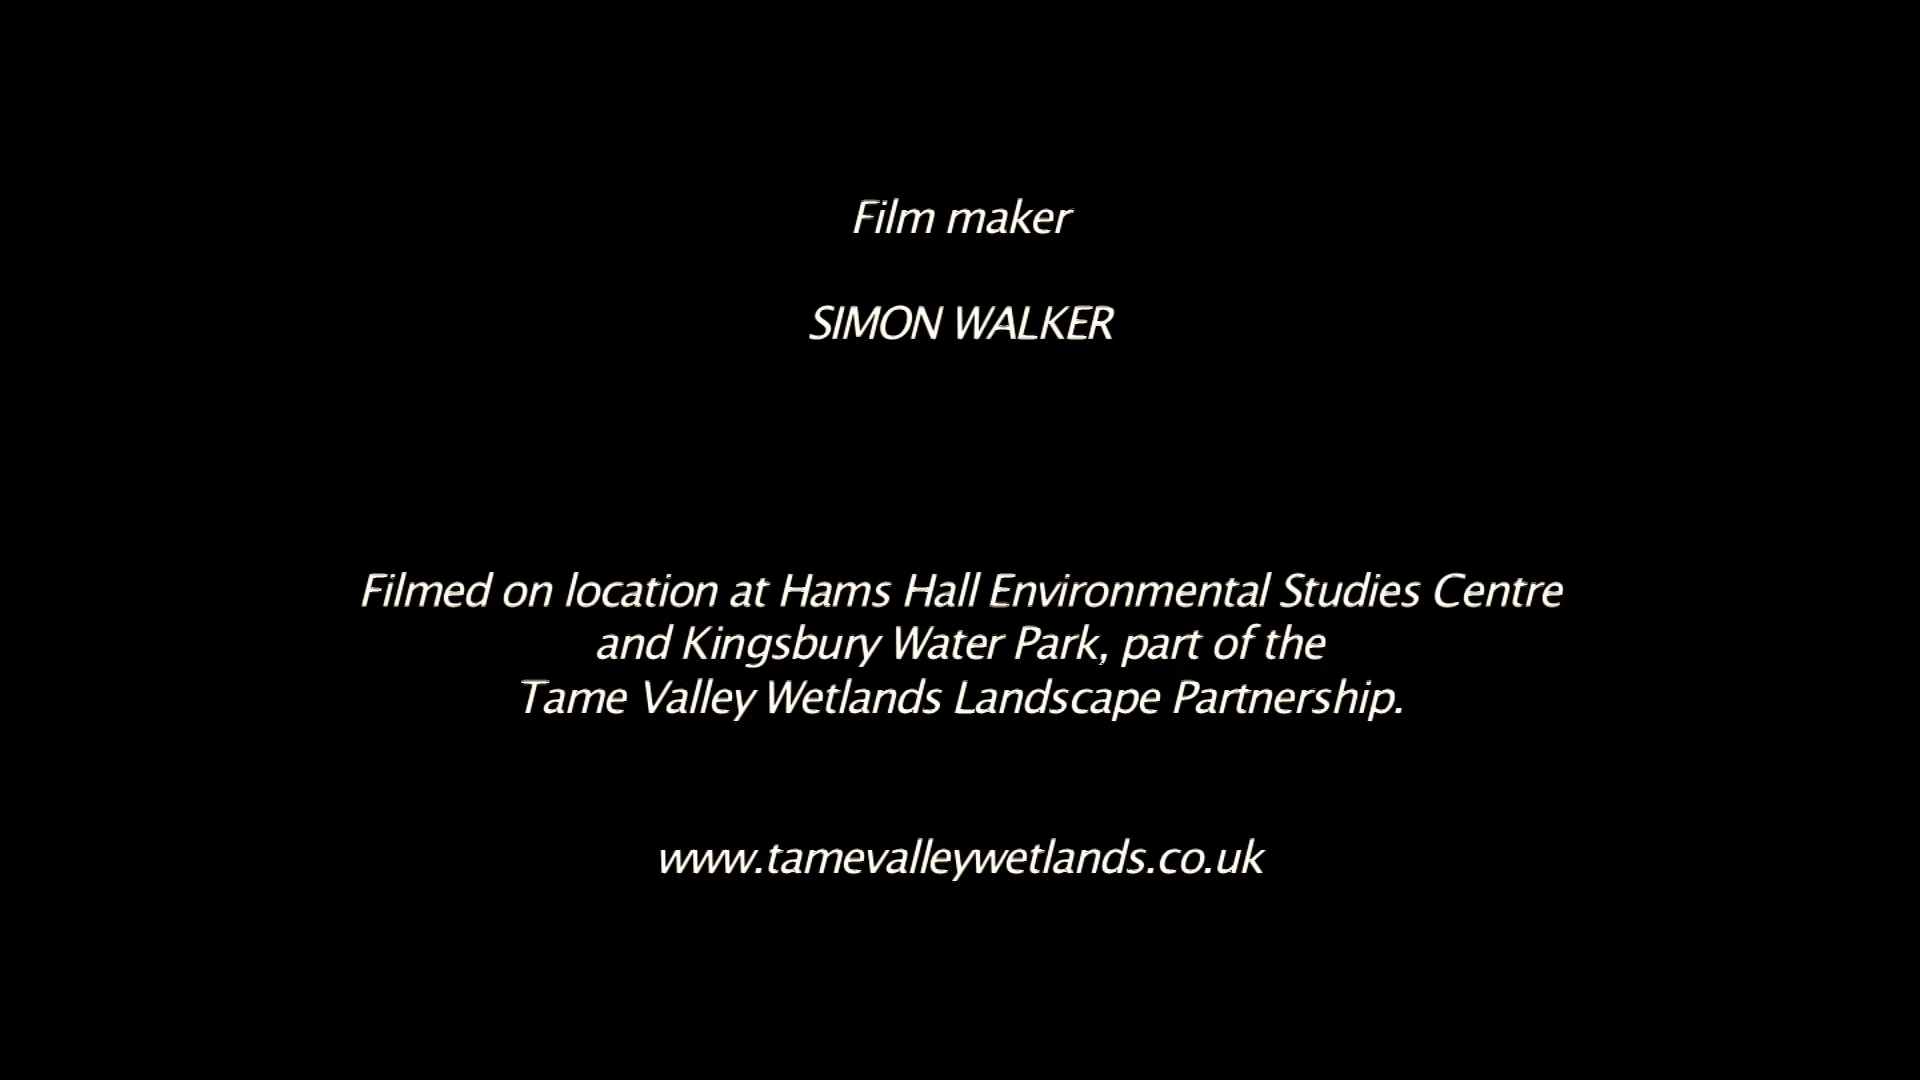 Film maker
SIMON WALKER
Filmed on location at Hams Hall Environmental Studies Centre
and Kingsbury Water Park, part of the
Tame Valley Wetlands Landscape Partnership.
www.tamevalleywetlands.co.uk